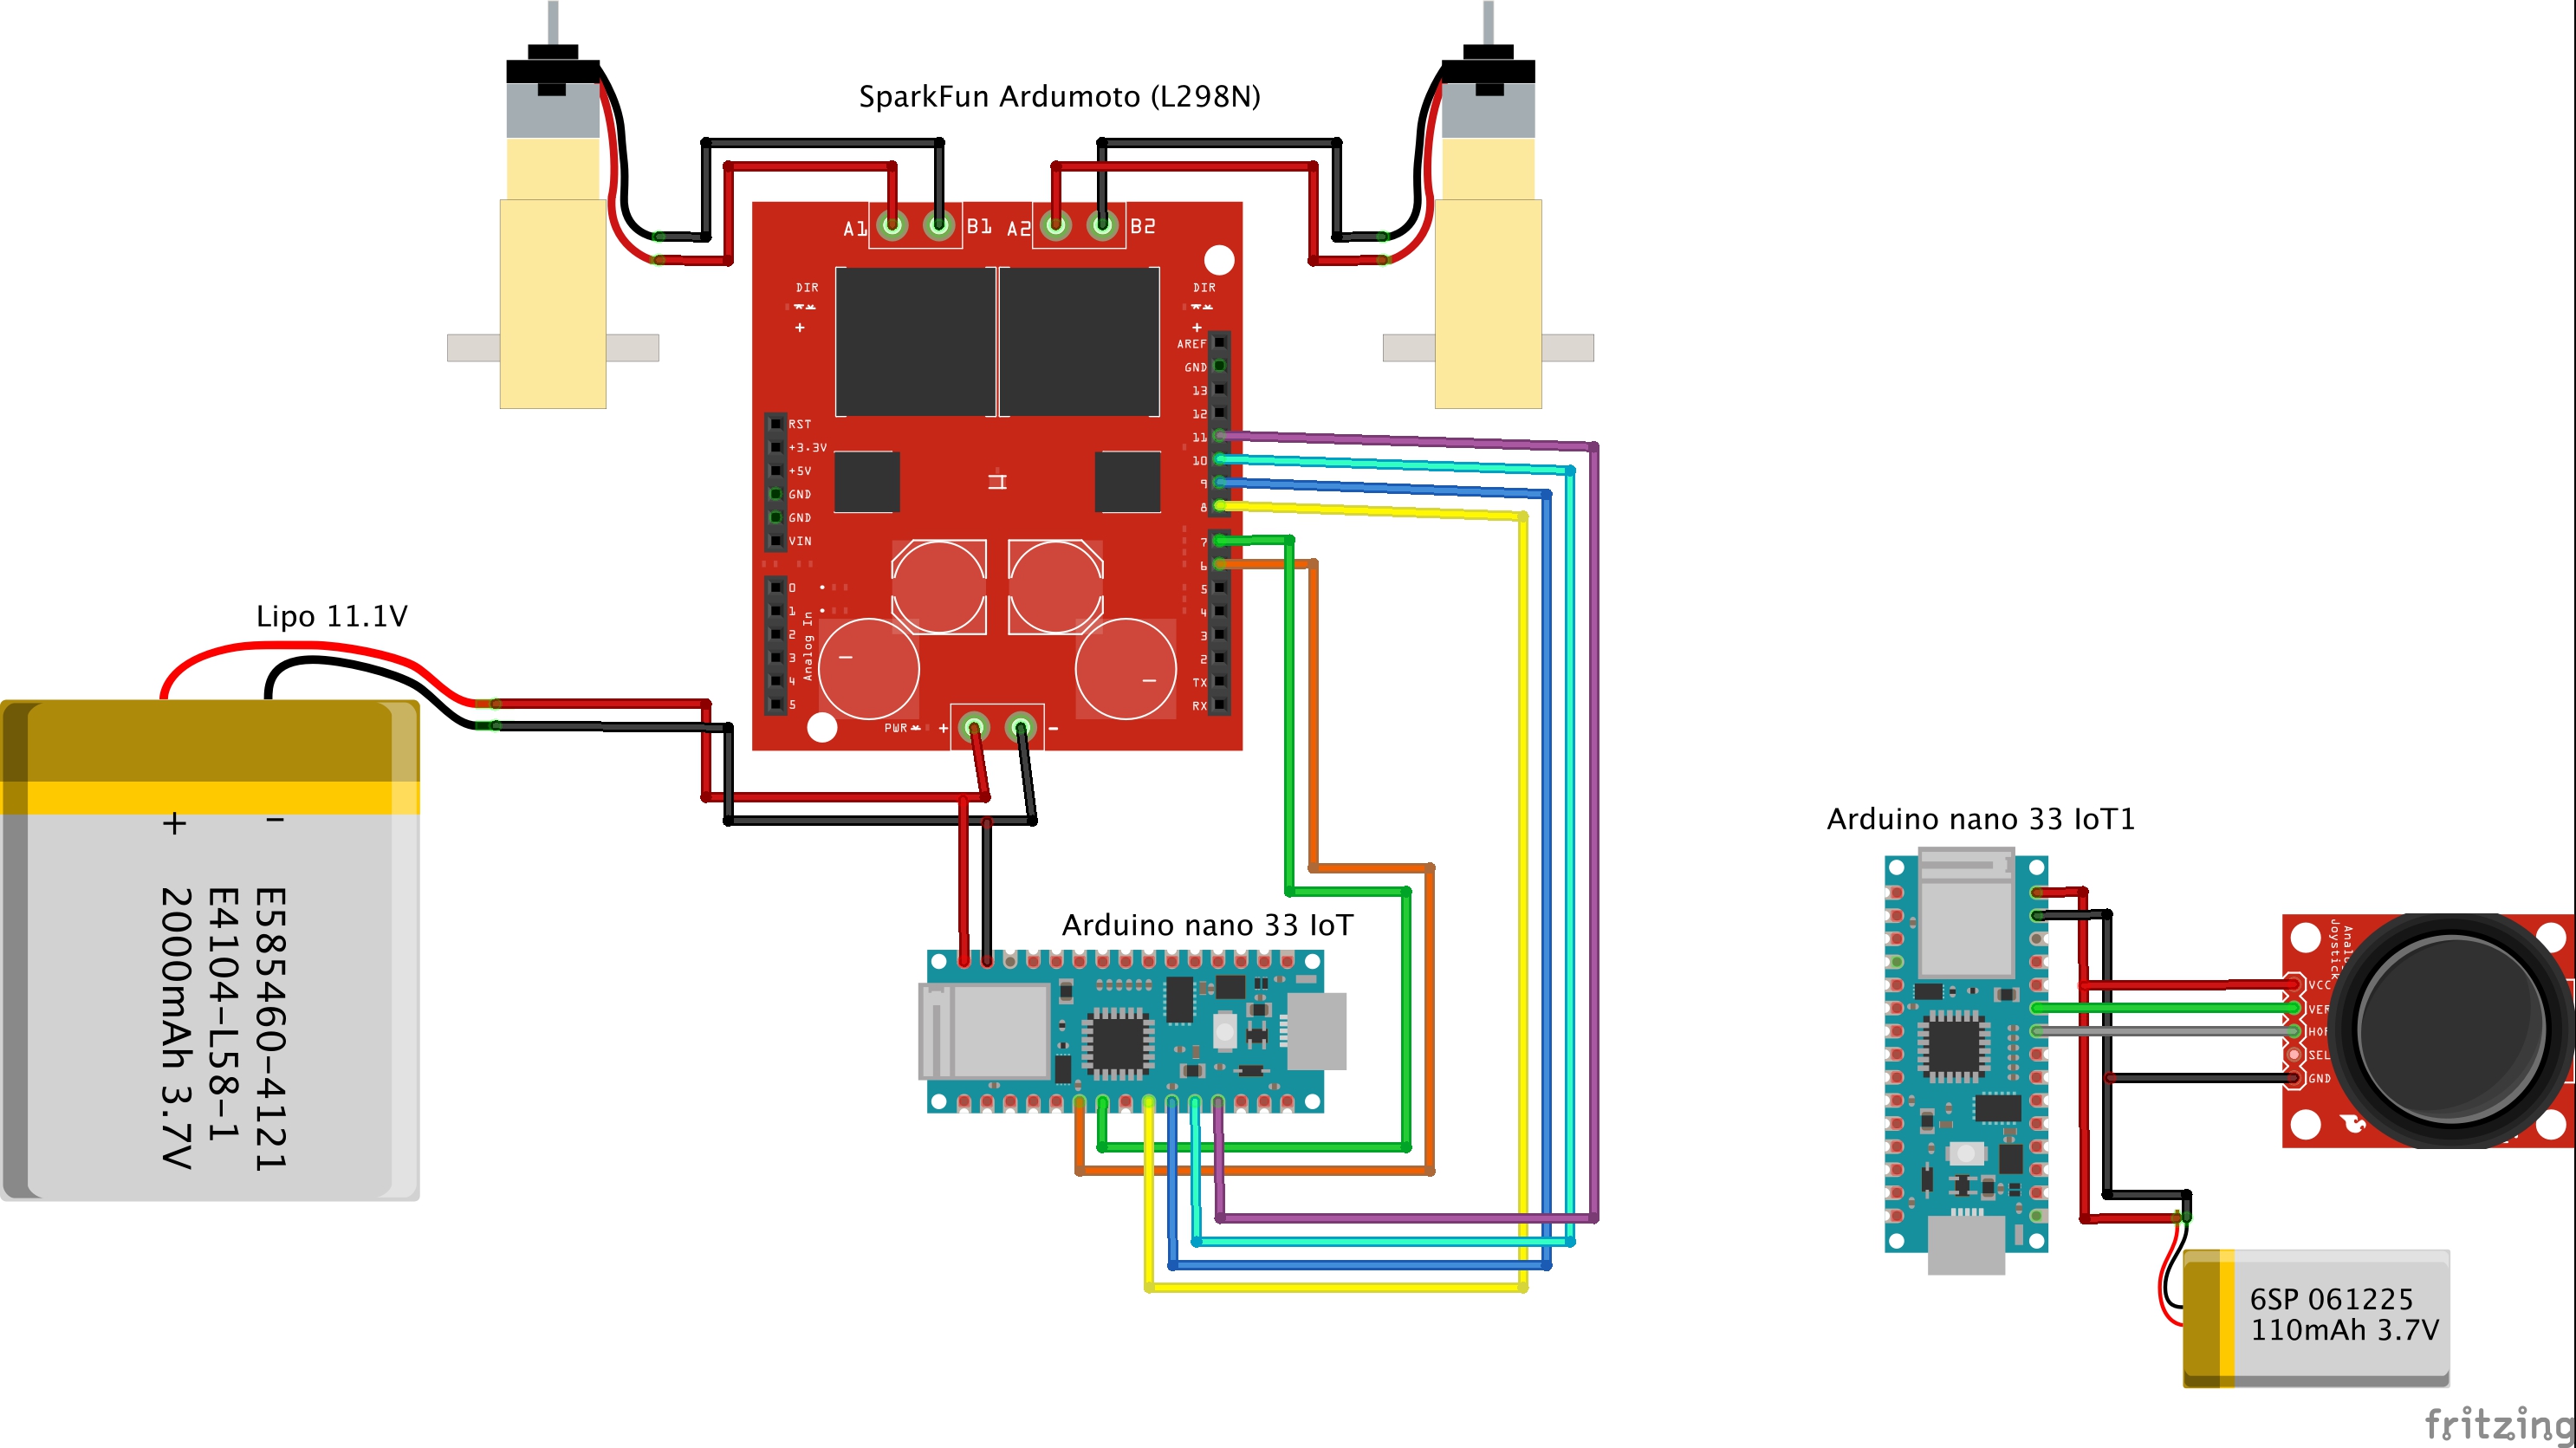 SparkFun Ardumoto (L298N)
A1
B1
A2
B2
DIR
+
DIR
+
AREF
GND
13
12
11
10
9
8
7
6
5
4
3
2
TX
RX
RST
+3.3V
+5V
GND
GND
VIN
0
1
2
3
4
5
Analog In
PWR
+
-
Lipo 11.1V
+
-
E585460-4121
E4104-L58-1
2000mAh 3.7V
Arduino nano 33 IoT
Arduino nano 33 IoT1
Joystick
VCC
SEL
GND
6SP 061225
110mAh 3.7V
fritzing